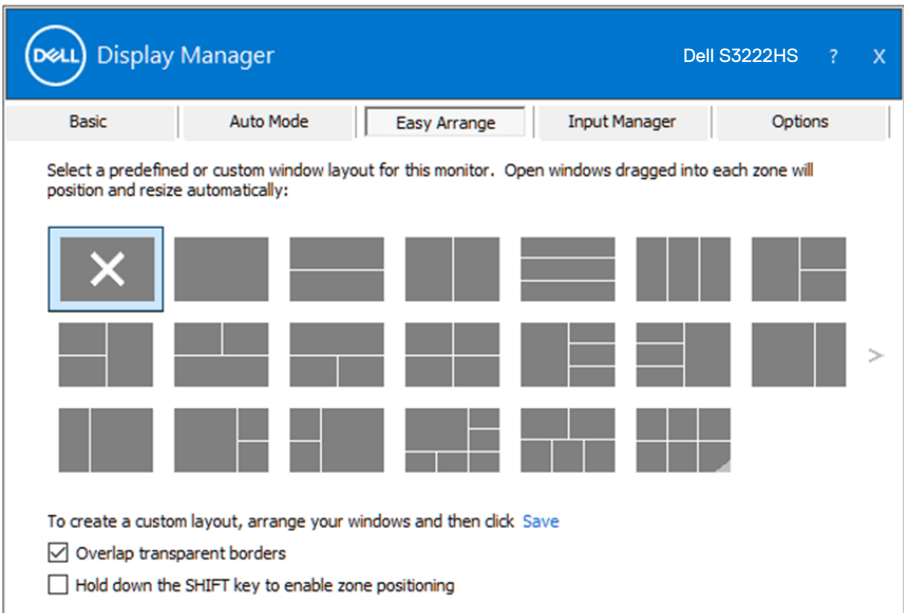 DELL Display Manager Dell S3222HS ? X
Basic Auto Mode Easy Arrange Input Manager Options
Select a predefined or custom window layout for this monitor. Open windows dragged into each zone will
position and resize automatically:
>
To create a custom layout, arrange your windows and then click Save
Overlap transparent borders
Hold down the SHIFT key to enable zone positioning